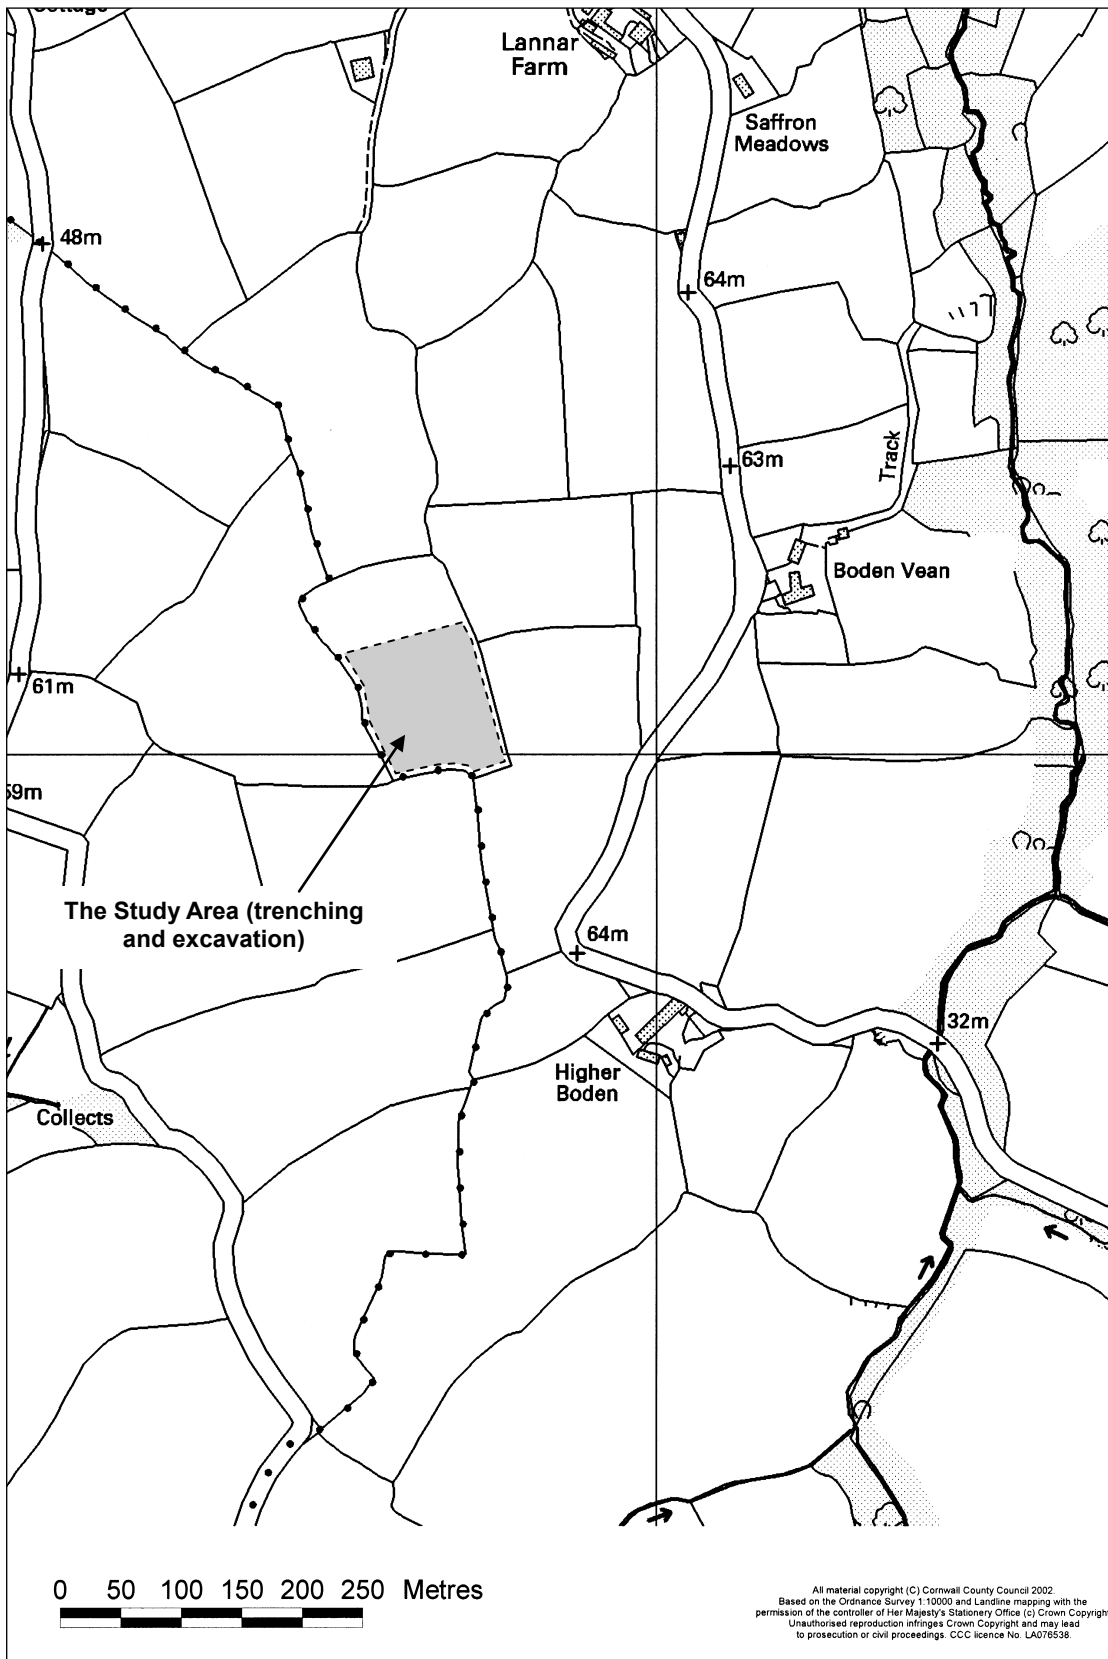 Cottage
Lannar
Farm
Saffron
Meadows
48m
64m
63m
Track
Boden Vean
61m
59m
The Study Area (trenching
and excavation)
64m
32m
Higher
Boden
Collects
0 50 100 150 200 250 Metres
All material copyright (C) Cornwall County Council 2002.
Based on the Ordnance Survey 1:10000 and Landline mapping with the
permission of the controller of Her Majesty's Stationery Office (c) Crown Copyright
Unauthorised reproduction infringes Crown Copyright and may lead
to prosecution or civil proceedings. CCC licence No. LA076538.